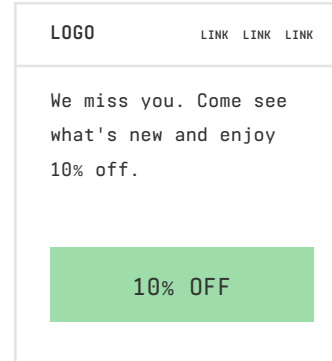 LOGO LINK LINK LINK
We miss you. Come see
what's new and enjoy
10% off.
10% OFF